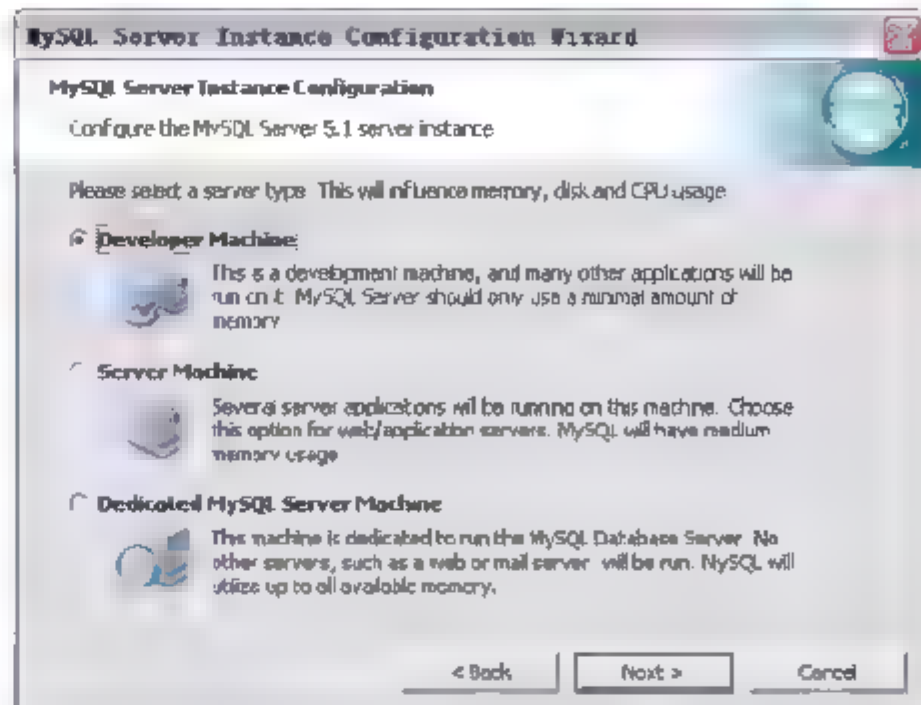 MySQL Server Instance Configuration Wizard
MySQL Server Instance Configuration
Configure the MySQL Server 5.1 server instance
Please select a server type. This will influence memory, disk and CPU usage
Developer Machine
This is a development machine, and many other applications will be
run on it. MySQL Server should only use a minimal amount of
memory
Server Machine
Several server applications will be running on this machine. Choose
this option for web/application servers. MySQL will have medium
memory usage
Dedicated MySQL Server Machine
This machine is dedicated to run the MySQL Database Server. No
other servers, such as a web or mail server will be run. MySQL will
utilize up to all available memory.
< Back
Next >
Cancel